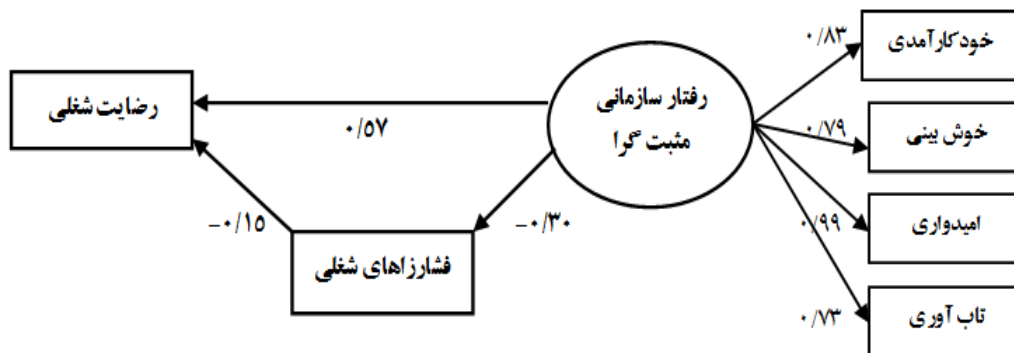 خودکارآمدی
۰/۸۳
رفتار سازمانی
مثبت گرا
رضایت شغلی
۰/۵۷
خوش بینی
۰/۷۹
امیدواری
۰/۹۹
-۰/۳۰
-۰/۱۵
فشارزاهای شغلی
تاب آوری
۰/۷۳